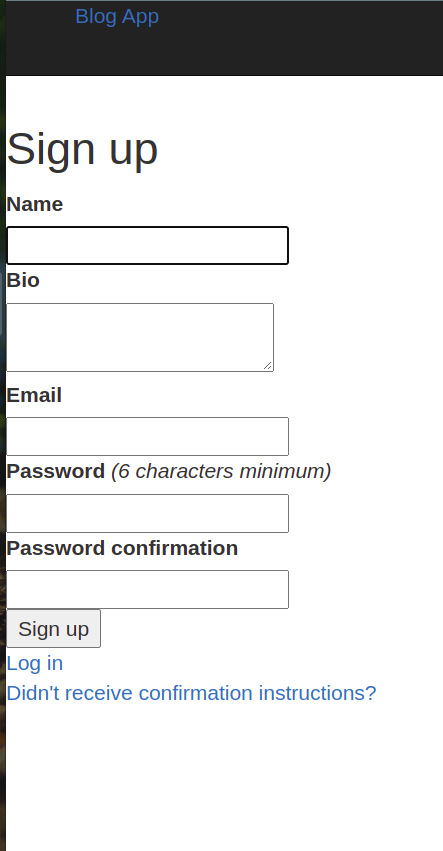 Blog App
Sign up
Name
Bio
Email
Password (6 characters minimum)
Password confirmation
Sign up
Log in
Didn't receive confirmation instructions?